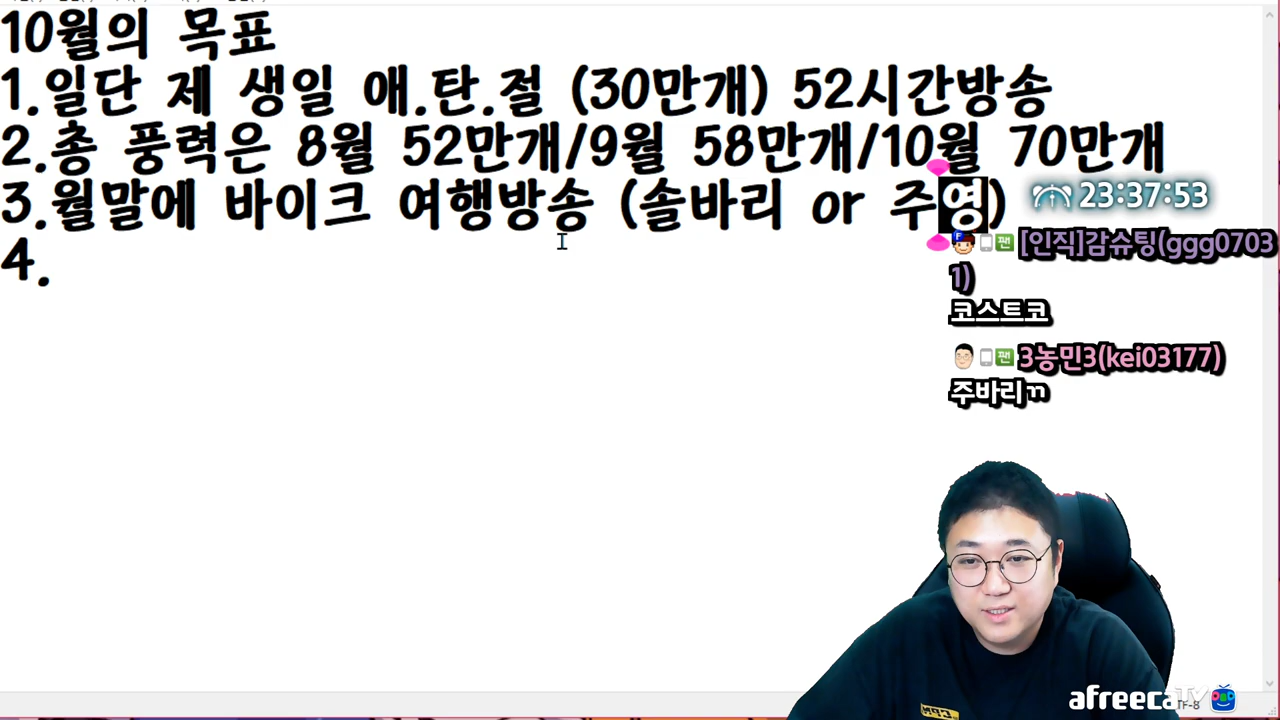 10월의 목표
1.일단 제 생일 애.탄.절 (30만개) 52시간방송
2.총 풍력은 8월 52만개/9월 58만개/10월 70만개
3.월말에 바이크 여행방송 (솔바리 or 주영)
4.
23:37:53
[인직]감슈팅(ggg0703
1)
코스트코
3농민3(kei03177)
주바리ㄲ
afreecaTV
TF-8